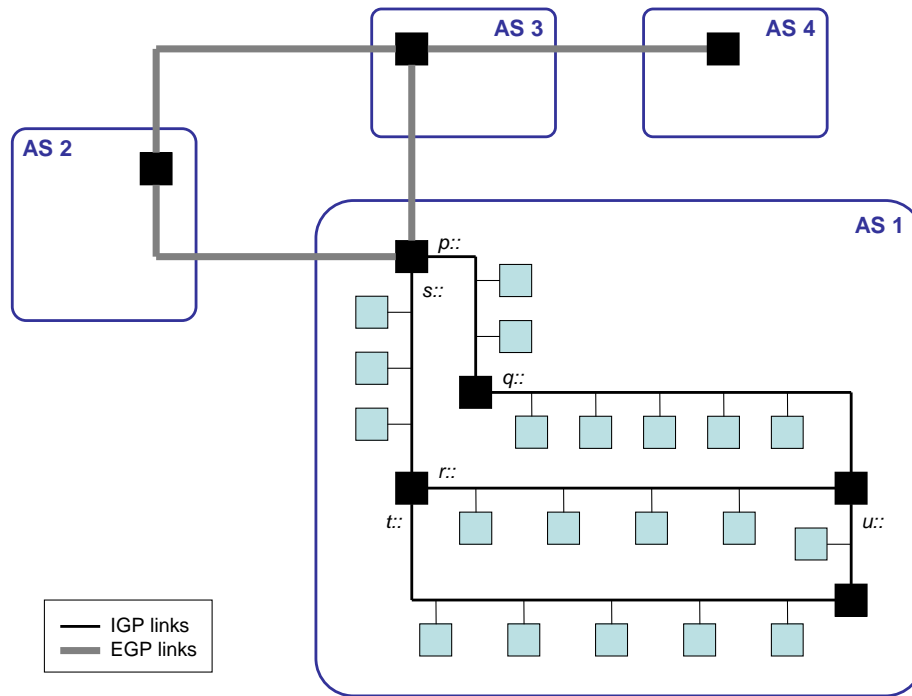 AS 3
AS 4
AS 2
AS 1
p::
s::
q::
r::
t::
u::
IGP links
EGP links